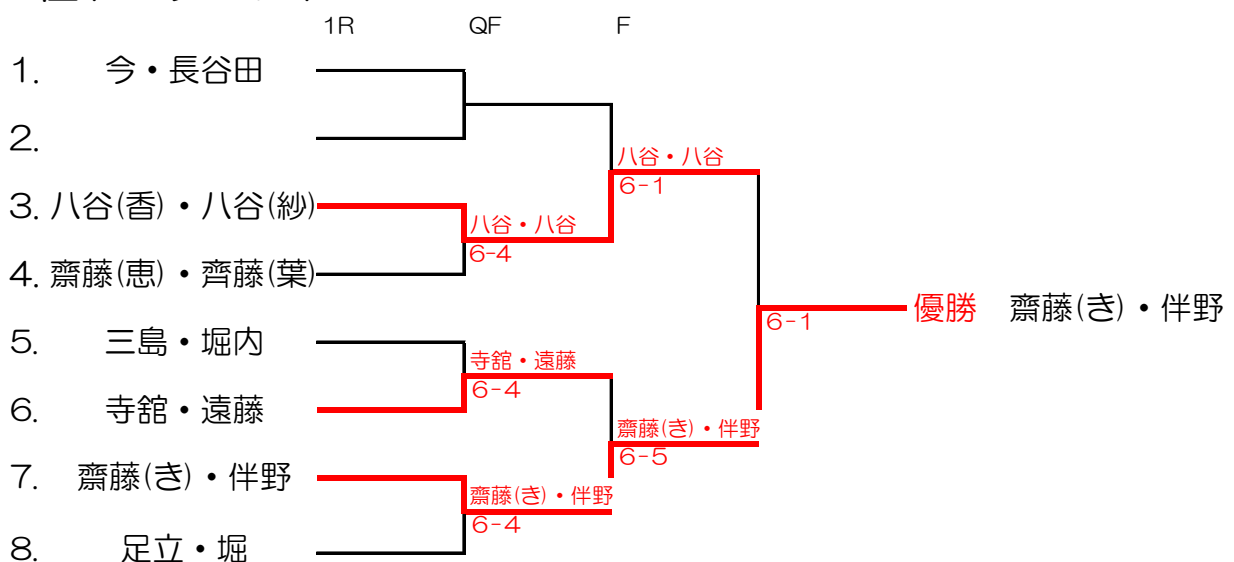 1R QF F
1. 今・長谷田
2.
八谷・八谷
6-1
3. 八谷(香)・八谷(紗)
八谷・八谷
6-4
4. 齋藤(恵)・齊藤(葉)
優勝 齋藤(き)・伴野
6-1
5. 三島・堀内
寺舘・遠藤
6-4
6. 寺舘・遠藤
齋藤(き)・伴野
6-5
7. 齋藤(き)・伴野
齋藤(き)・伴野
6-4
8. 足立・堀